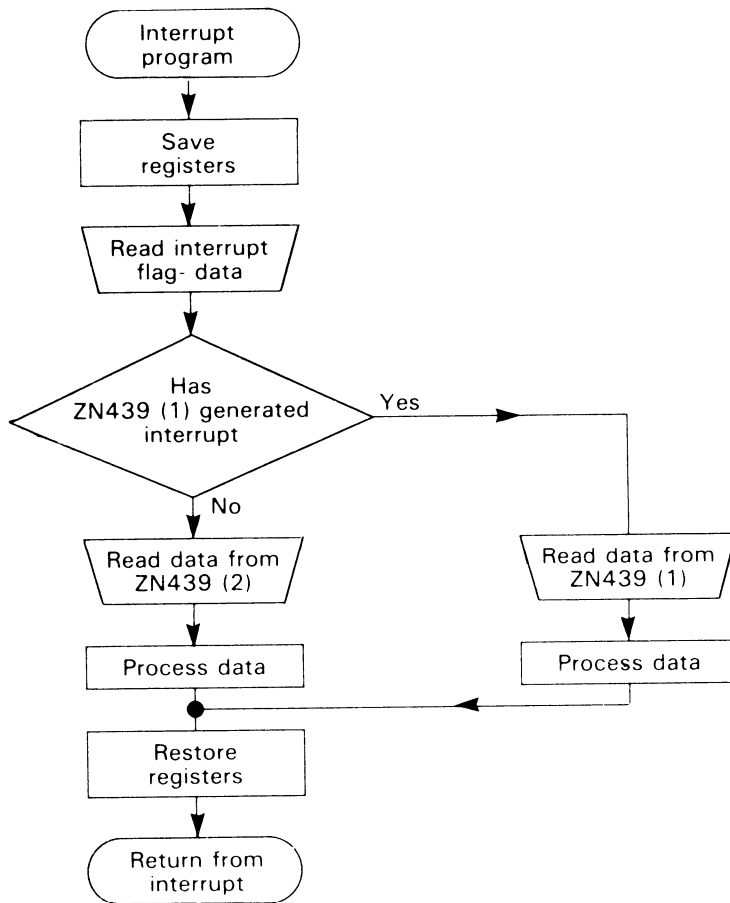 Interrupt
program
Save
registers
Read interrupt
flag- data
Has
ZN439 (1) generated
interrupt
Yes
No
Read data from
ZN439 (2)
Read data from
ZN439 (1)
Process data
Process data
Restore
registers
Return from
interrupt